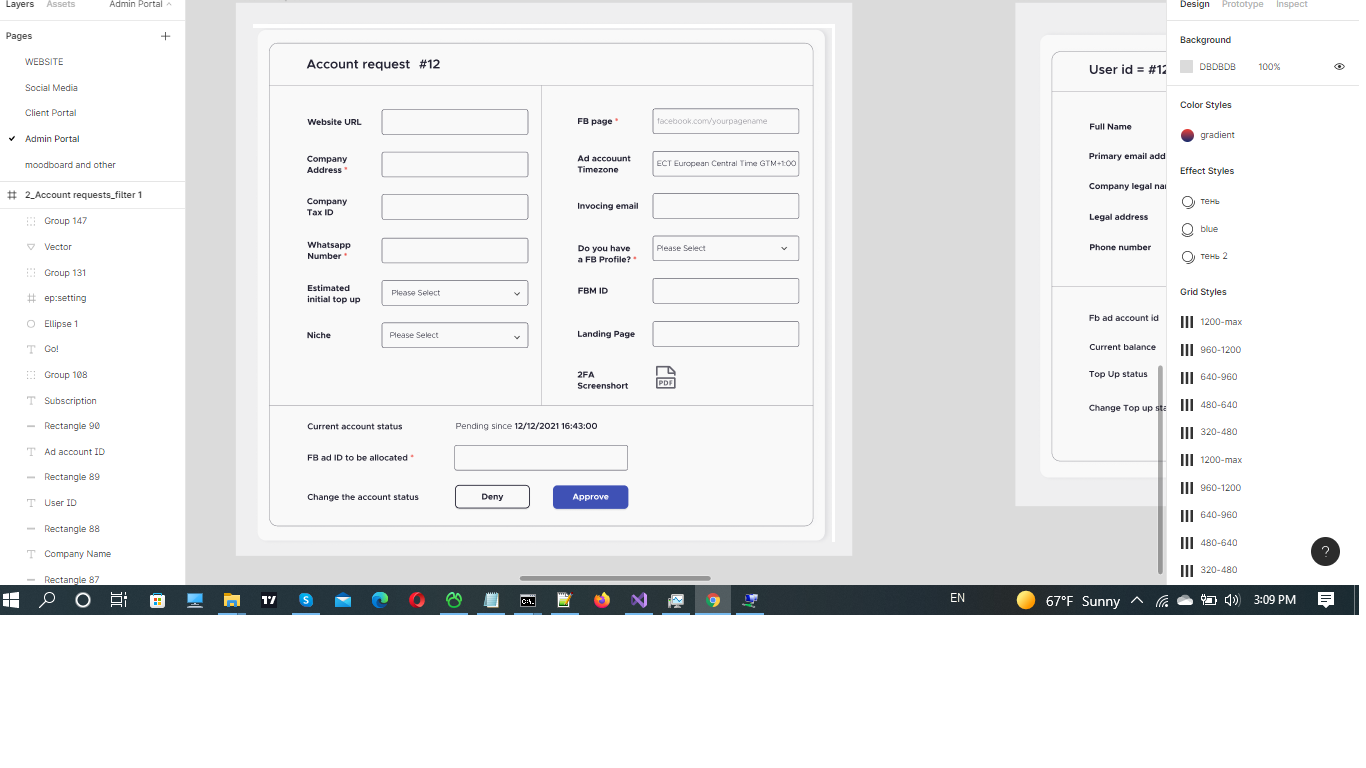 Layers Assets Admin Portal
Pages
WEBSITE
Social Media
Client Portal
Admin Portal
moodboard and other
2_Account requests_filter 1
Group 147
Vector
Group 131
ep:setting
Ellipse 1
Go!
Group 108
Subscription
Rectangle 90
Ad account ID
Rectangle 89
User ID
Rectangle 88
Company Name
Rectangle 87
Account request #12
Website URL
Company
Address *
Company
Tax ID
Whatsapp
Number *
Estimated
initial top up
Please Select
Niche
Please Select
FB page *
facebook.com/yourpagename
Ad accouunt
Timezone
ECT European Central Time GTM+1:00
Invocing email
Do you have
a FB Profile? *
Please Select
FBM ID
Landing Page
2FA
Screenshort
PDF
Current account status
Pending since 12/12/2021 16:43:00
FB ad ID to be allocated *
Change the account status
Deny
Approve
User id = #12
Full Name
Primary email add
Company legal nar
Legal address
Phone number
Fb ad account id
Current balance
Top Up status
Change Top up sta
Design Prototype Inspect
Background
DBDBDB 100%
Color Styles
gradient
Effect Styles
тень
blue
тень 2
Grid Styles
1200-max
960-1200
640-960
480-640
320-480
1200-max
960-1200
640-960
480-640
320-480
?
EN
67°F Sunny
3:09 PM